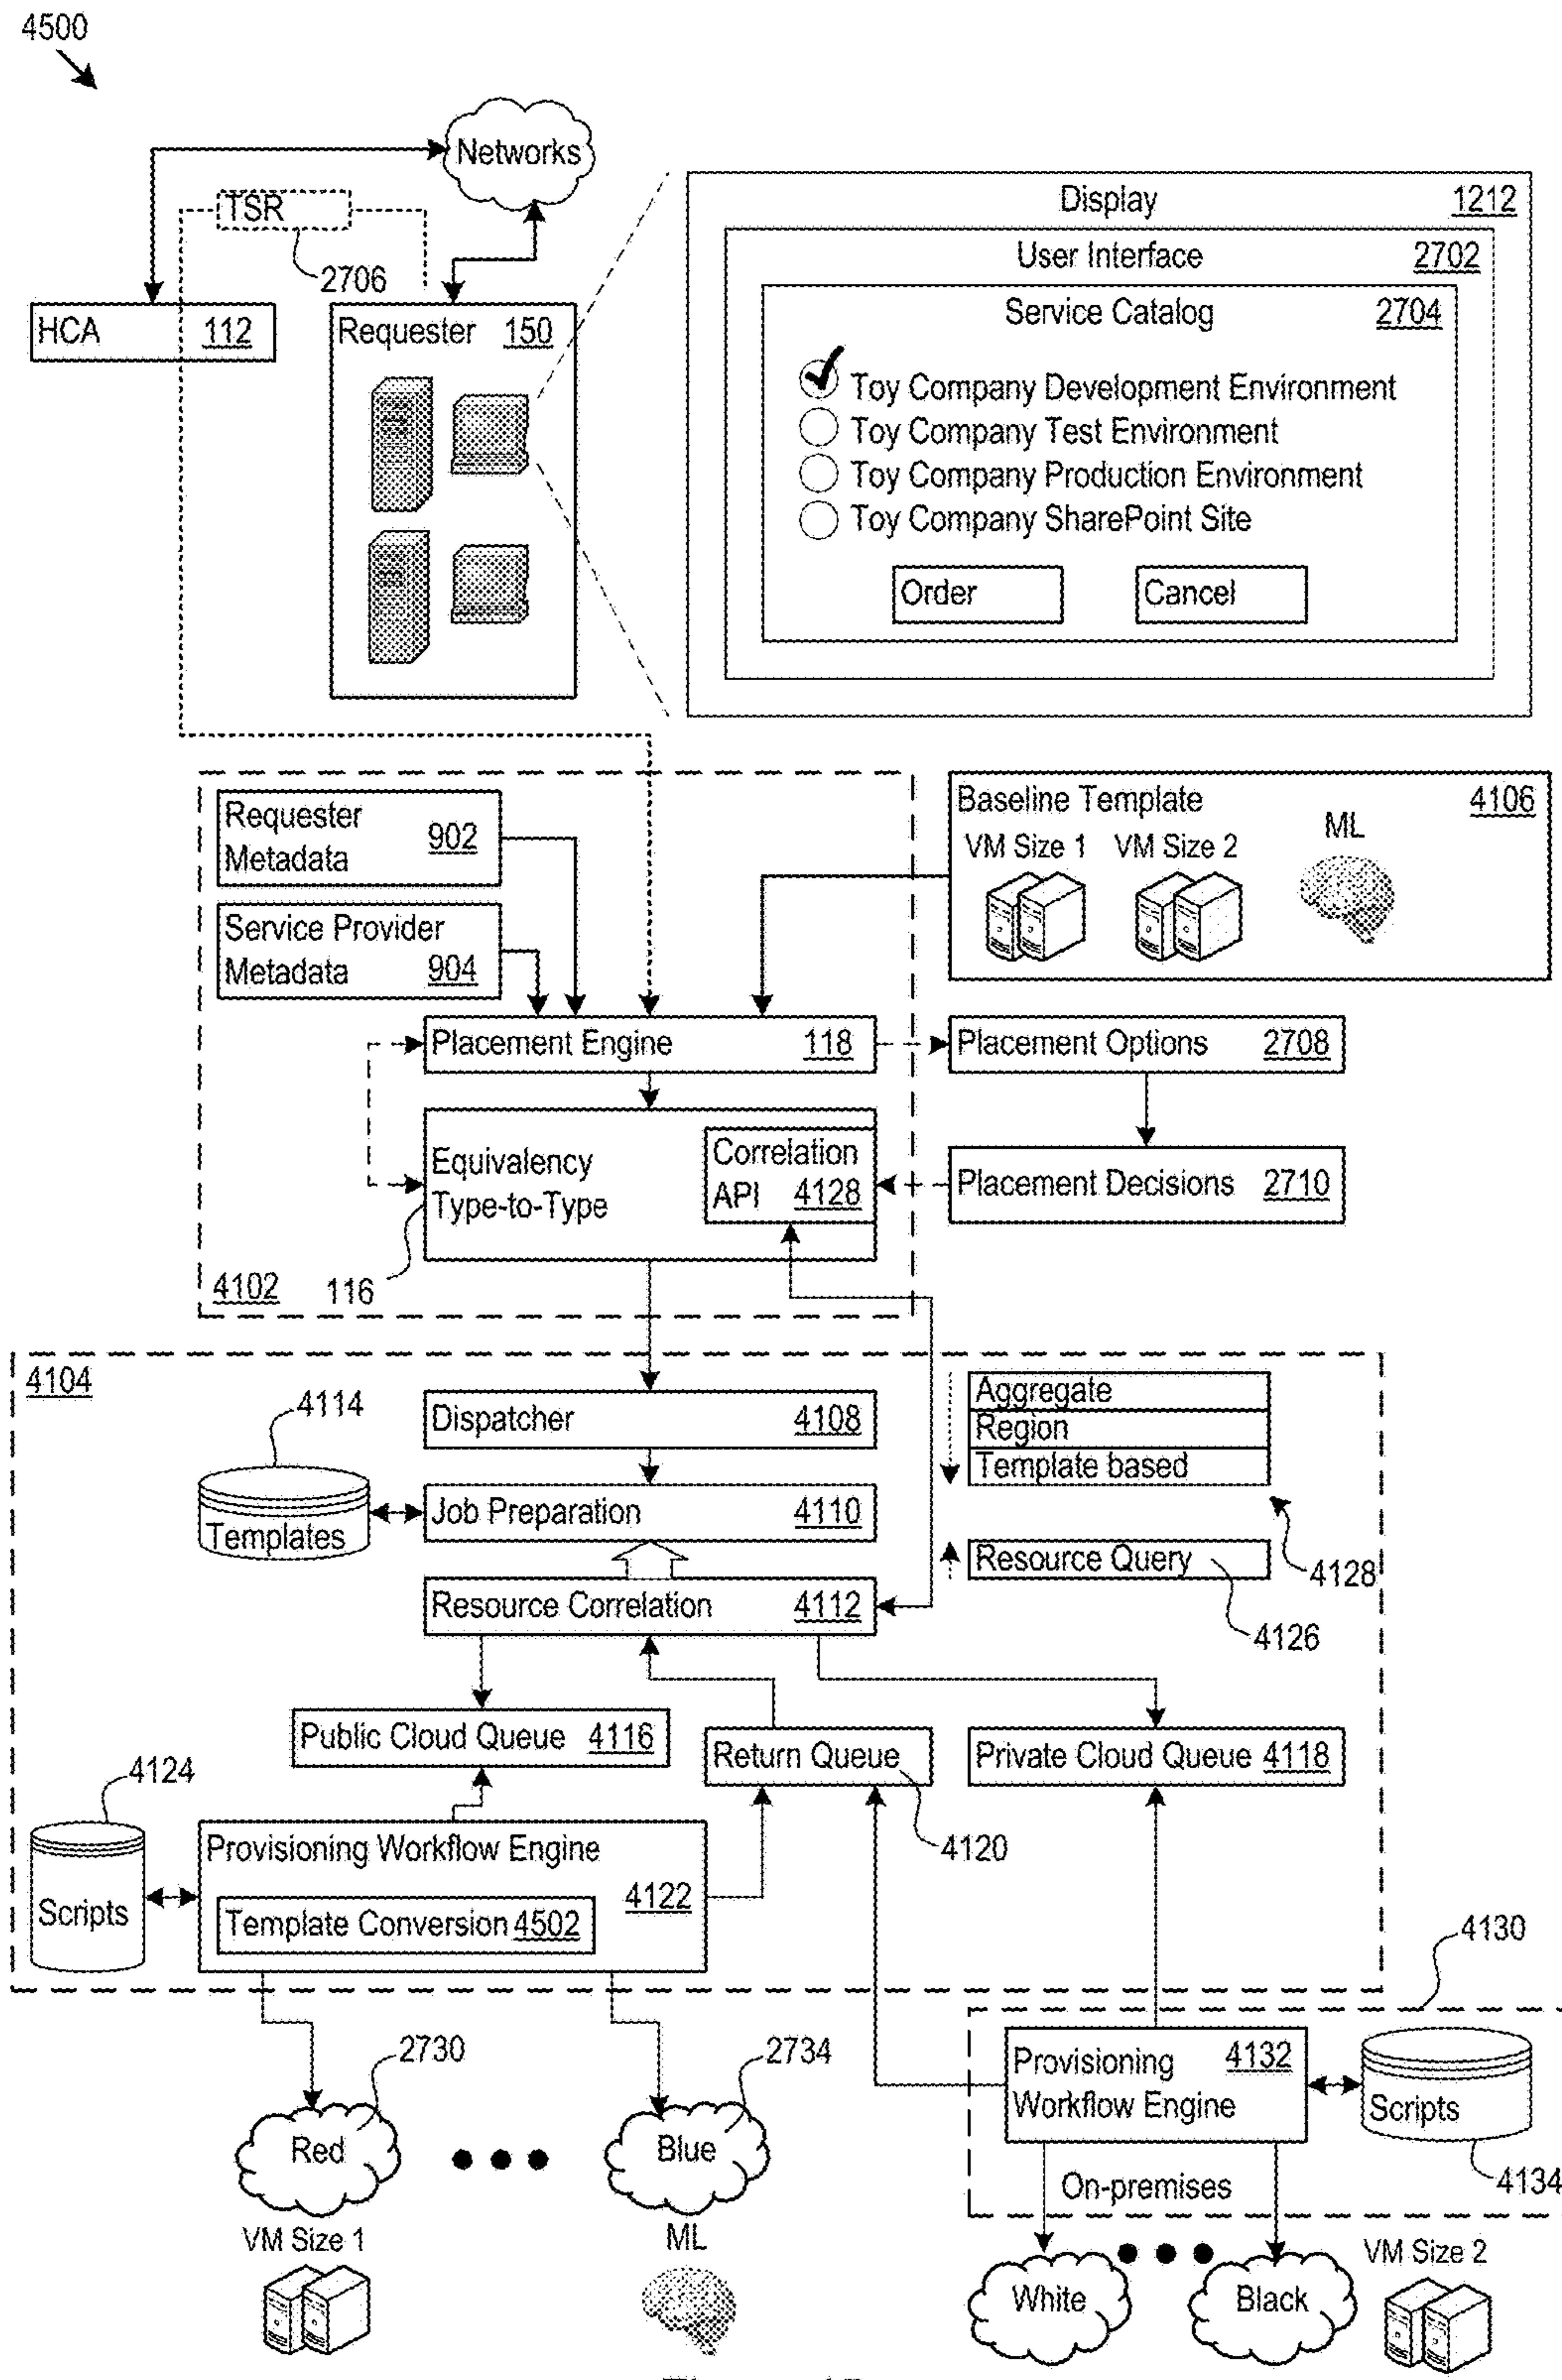 4500
Networks
TSR
2706
HCA 112
Requester 150
Display 1212
User Interface 2702
Service Catalog 2704
Toy Company Development Environment
Toy Company Test Environment
Toy Company Production Environment
Toy Company SharePoint Site
Order Cancel
Requester
Metadata 902
Service Provider
Metadata 904
Baseline Template 4106
VM Size 1 VM Size 2 ML
Placement Engine 118
Placement Options 2708
Equivalency
Type-to-Type
Correlation
API 4128
Placement Decisions 2710
4102 116
4104
4114
Dispatcher 4108
Aggregate
Region
Template based
Templates
Job Preparation 4110
Resource Query
4128
Resource Correlation 4112
4126
Public Cloud Queue 4116
Return Queue
Private Cloud Queue 4118
4124
4120
Provisioning Workflow Engine
4122
Scripts
Template Conversion 4502
4130
2730
2734
Provisioning 4132
Workflow Engine
Scripts
Red
Blue
On-premises
4134
VM Size 1
ML
VM Size 2
White
Black